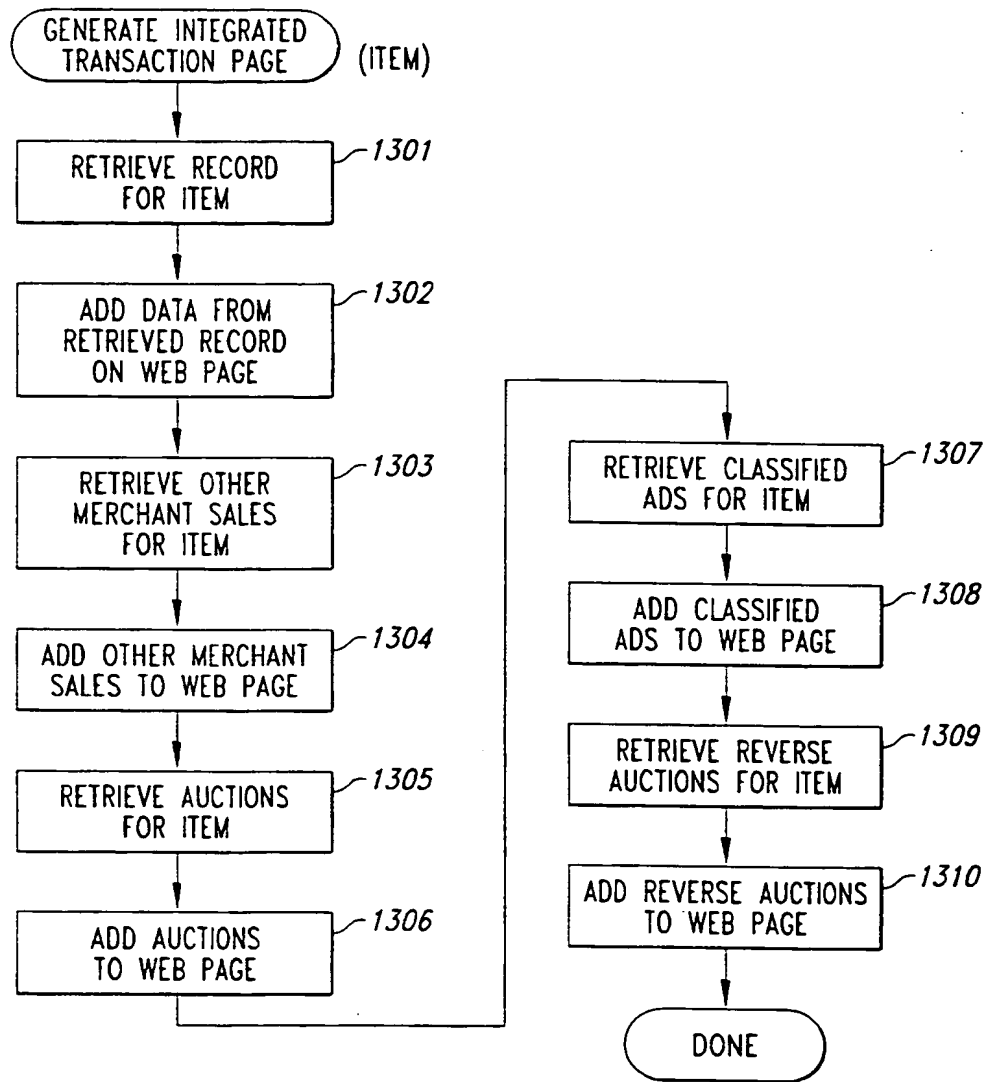 GENERATE INTEGRATED
TRANSACTION PAGE
(ITEM)
1301
RETRIEVE RECORD
FOR ITEM
1302
ADD DATA FROM
RETRIEVED RECORD
ON WEB PAGE
1303
RETRIEVE OTHER
MERCHANT SALES
FOR ITEM
1304
ADD OTHER MERCHANT
SALES TO WEB PAGE
1305
RETRIEVE AUCTIONS
FOR ITEM
1306
ADD AUCTIONS
TO WEB PAGE
1307
RETRIEVE CLASSIFIED
ADS FOR ITEM
1308
ADD CLASSIFIED
ADS TO WEB PAGE
1309
RETRIEVE REVERSE
AUCTIONS FOR ITEM
1310
ADD REVERSE AUCTIONS
TO WEB PAGE
DONE